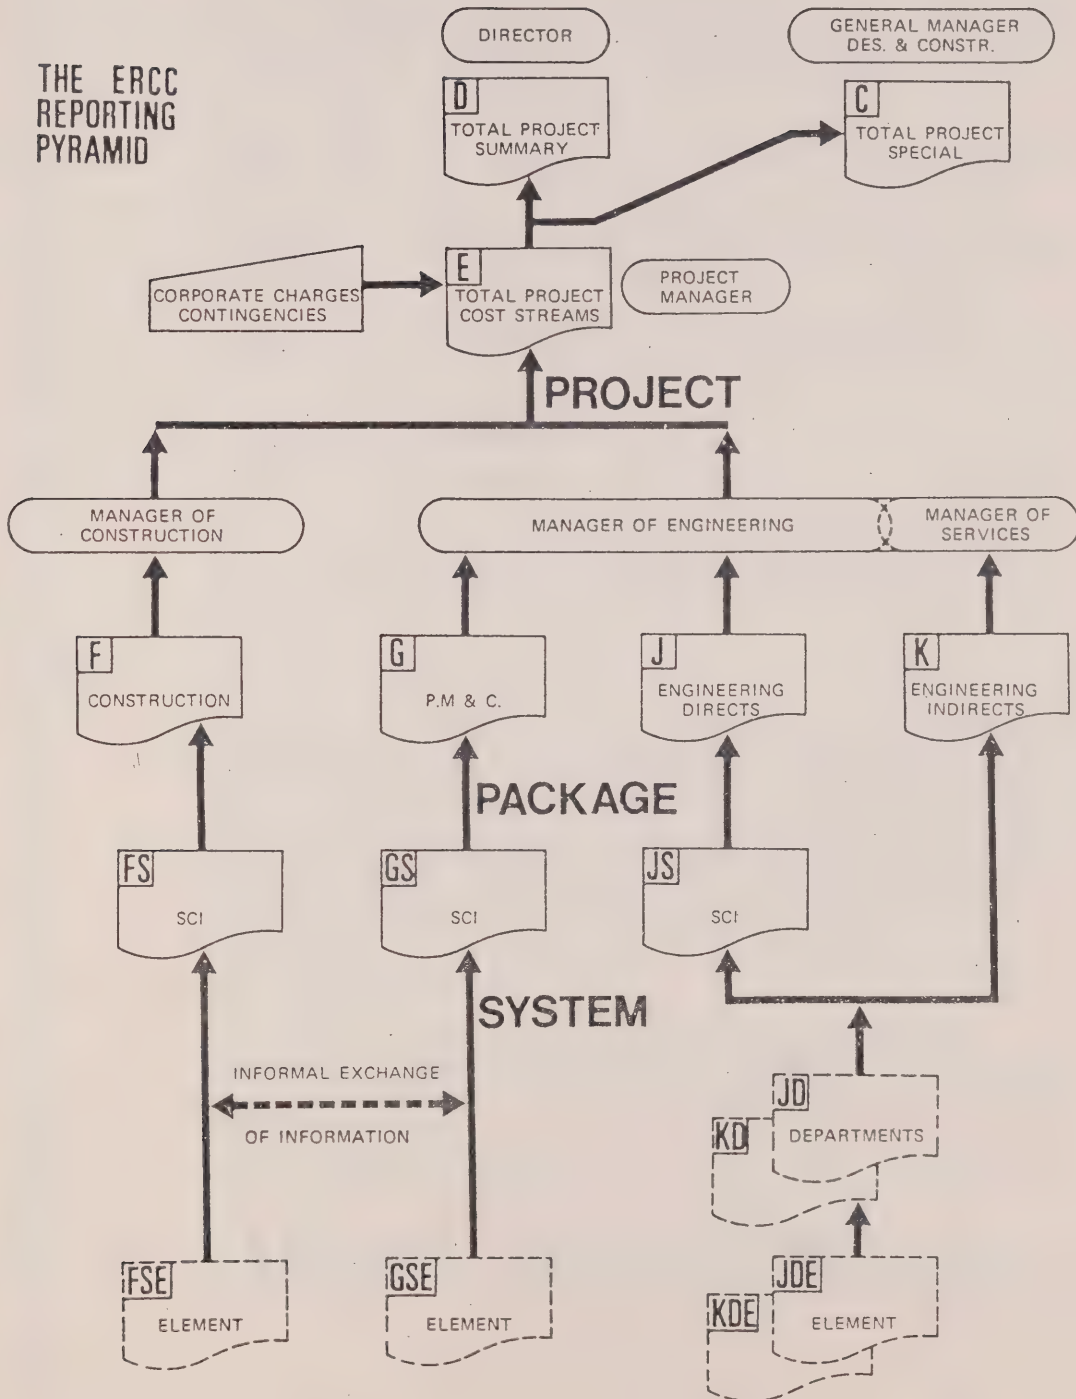 THE ERCC
REPORTING
PYRAMID
DIRECTOR
GENERAL MANAGER
DES. & CONSTR.
D
TOTAL PROJECT
SUMMARY
C
TOTAL PROJECT
SPECIAL
CORPORATE CHARGES
CONTINGENCIES
E
TOTAL PROJECT
COST STREAMS
PROJECT
MANAGER
PROJECT
MANAGER OF
CONSTRUCTION
MANAGER OF ENGINEERING
MANAGER OF
SERVICES
F
CONSTRUCTION
G
P.M & C.
J
ENGINEERING
DIRECTS
K
ENGINEERING
INDIRECTS
PACKAGE
FS
SCI
GS
SCI
JS
SCI
SYSTEM
INFORMAL EXCHANGE
OF INFORMATION
JD
DEPARTMENTS
KD
FSE
ELEMENT
GSE
ELEMENT
JDE
ELEMENT
KDE